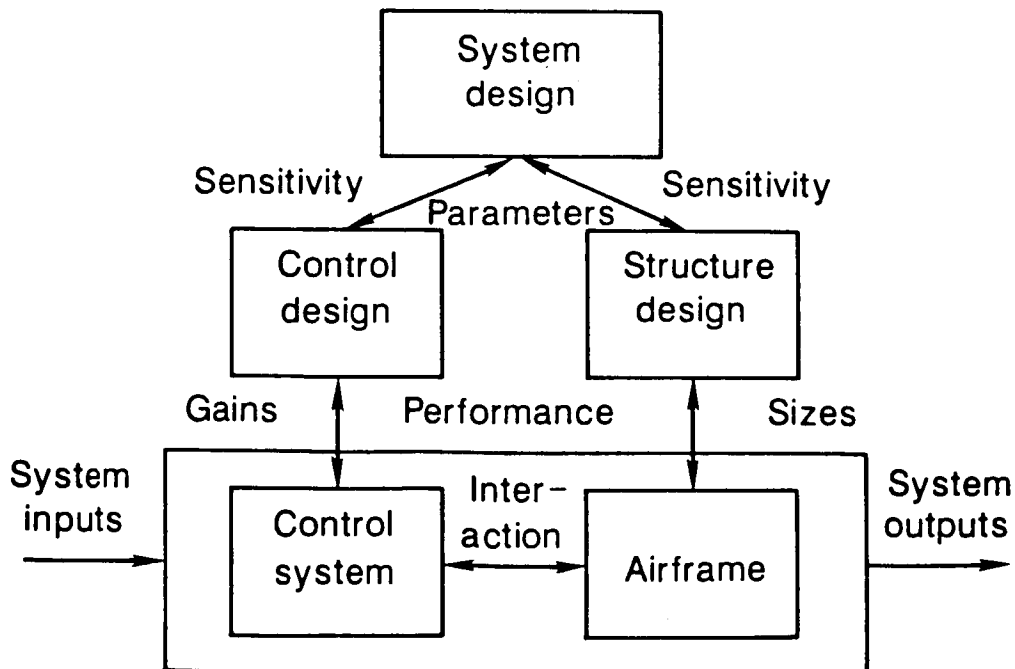 System
design
Sensitivity
Sensitivity
Parameters
Control
design
Structure
design
Gains
Performance
Sizes
System
inputs
Control
system
Inter-
action
Airframe
System
outputs